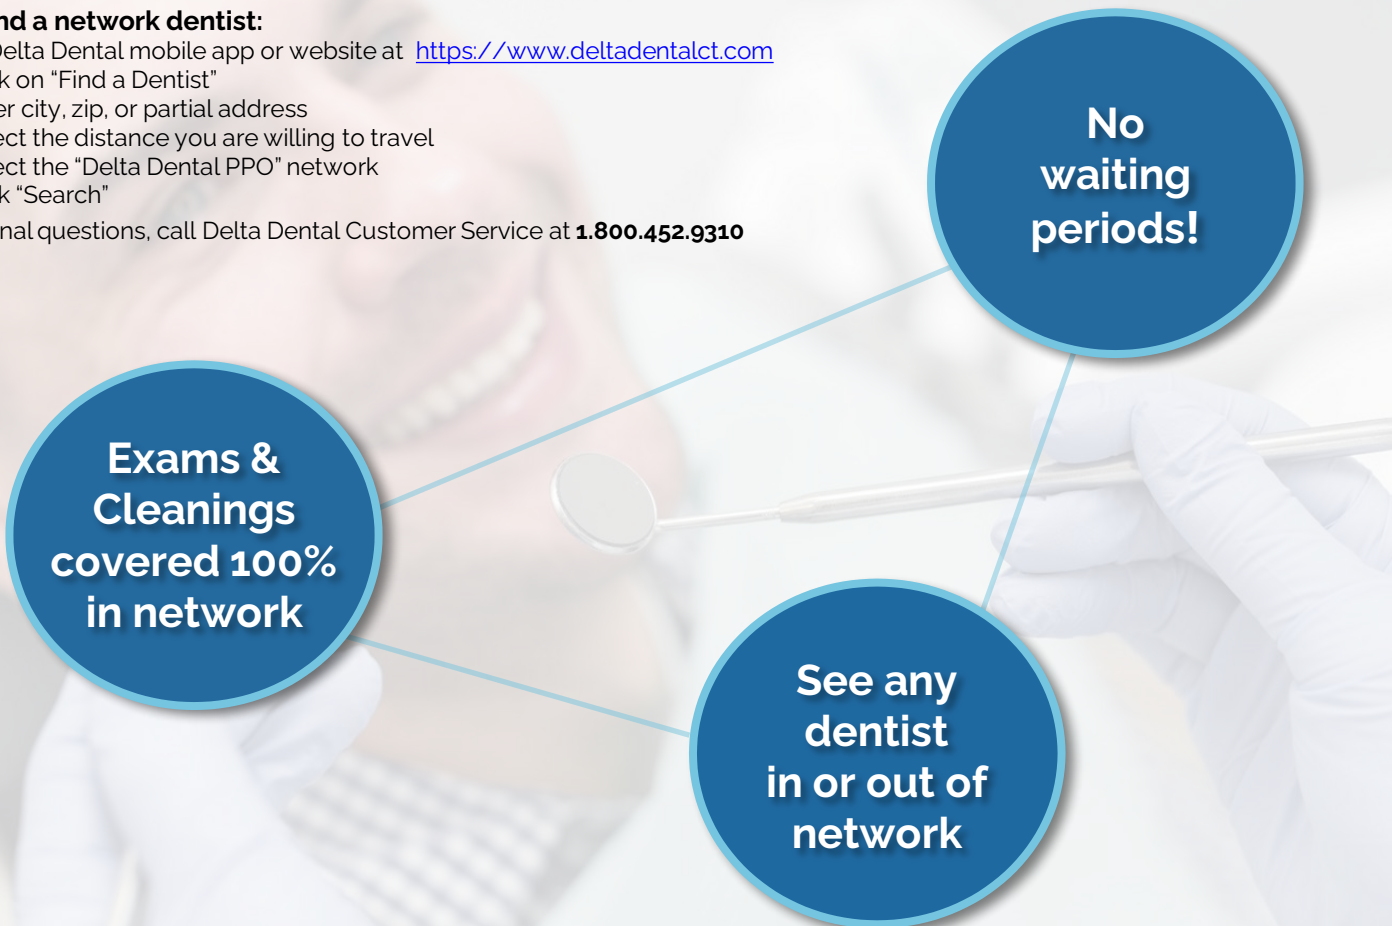 nd a network dentist:
Delta Dental mobile app or website at https://www.deltadentalct.com
k on “Find a Dentist”
er city, zip, or partial address
ect the distance you are willing to travel
ect the “Delta Dental PPO” network
k “Search”
nal questions, call Delta Dental Customer Service at 1.800.452.9310
No
waiting
periods!
Exams &
Cleanings
covered 100%
in network
See any
dentist
in or out of
network